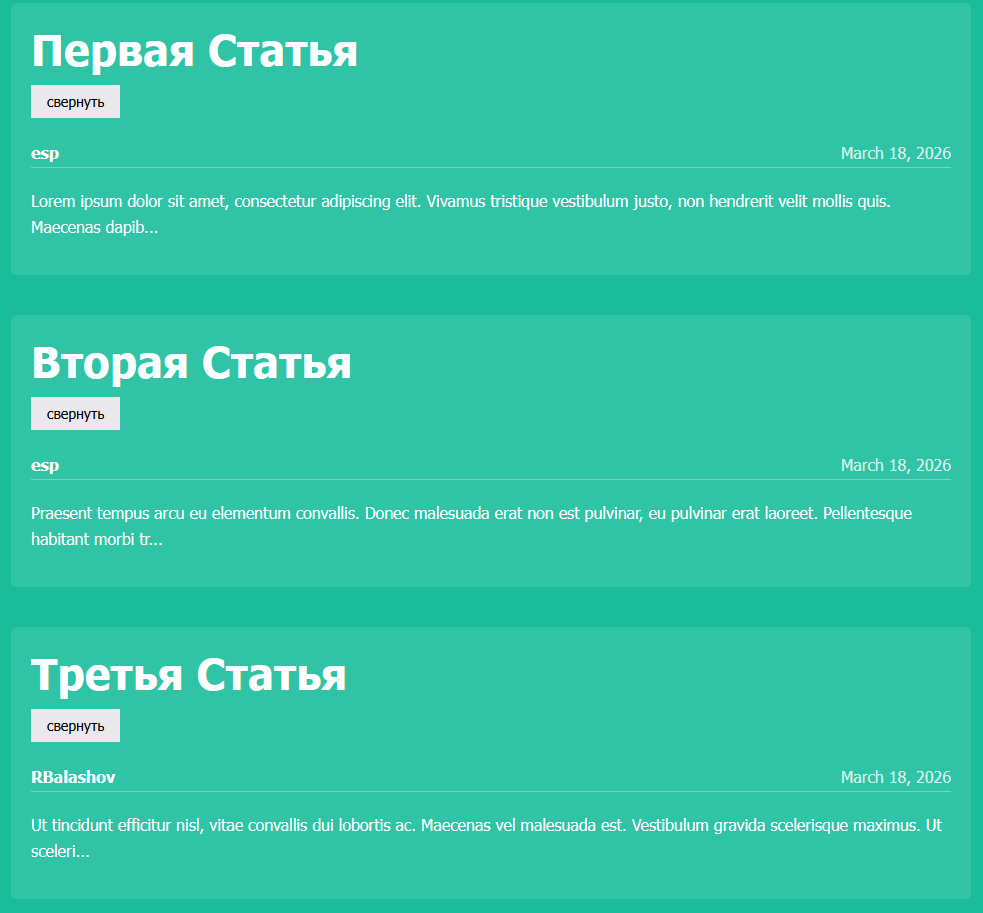 Первая Статья
свернуть
esp
March 18, 2026
Lorem ipsum dolor sit amet, consectetur adipiscing elit. Vivamus tristique vestibulum justo, non hendrerit velit mollis quis.
Maecenas dapib...
Вторая Статья
свернуть
esp
March 18, 2026
Praesent tempus arcu eu elementum convallis. Donec malesuada erat non est pulvinar, eu pulvinar erat laoreet. Pellentesque
habitant morbi tr...
Третья Статья
свернуть
RBalashov
March 18, 2026
Ut tincidunt efficitur nisl, vitae convallis dui lobortis ac. Maecenas vel malesuada est. Vestibulum gravida scelerisque maximus. Ut
sceleri...